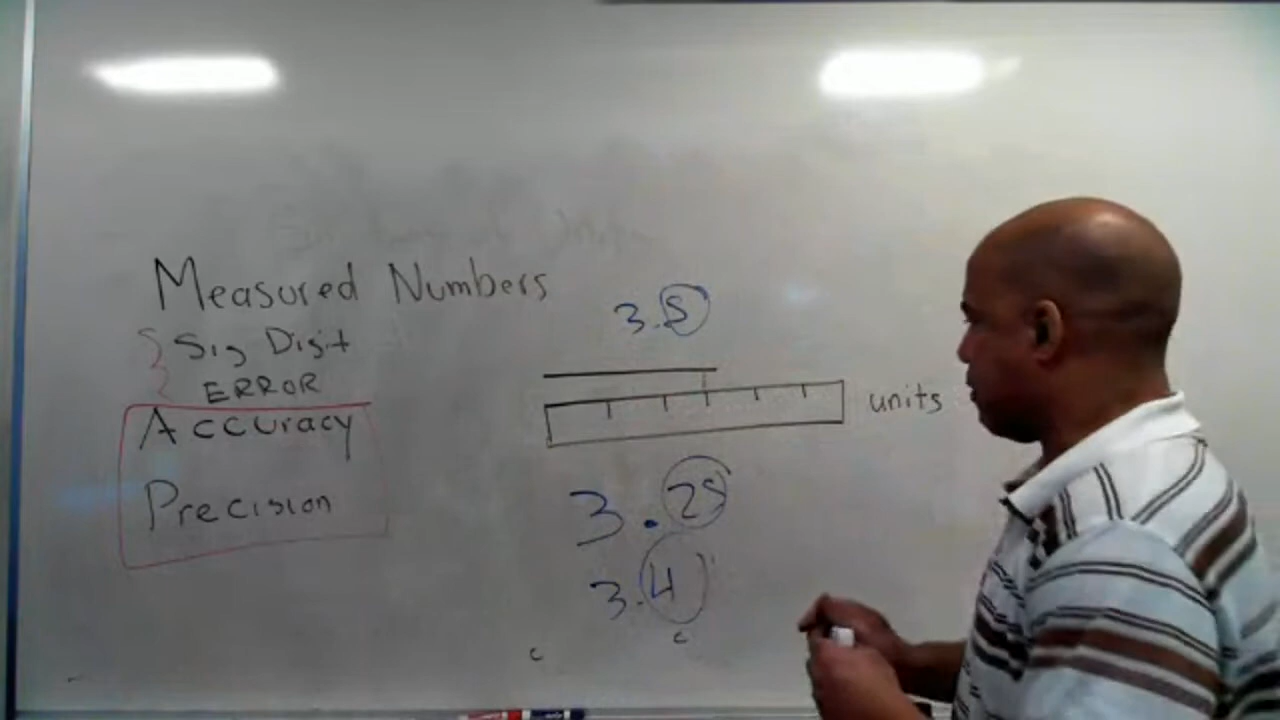 Measured Numbers
Sig Digit
ERROR
Accuracy
Precision
3.5
units
3.25
3.4